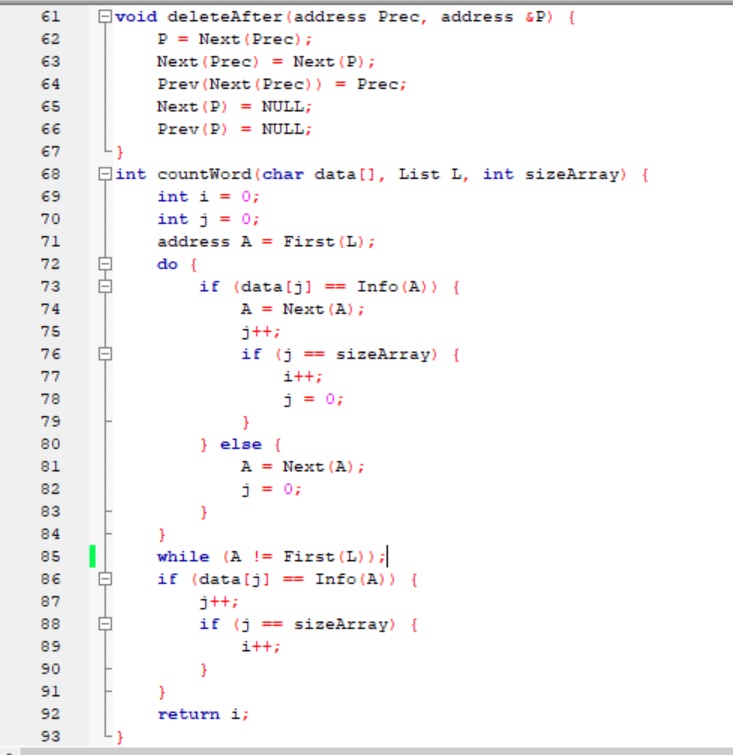 61 void deleteAfter(address Prec, address &P) {
62     P = Next(Prec);
63     Next(Prec) = Next(P);
64     Prev(Next(Prec)) = Prec;
65     Next(P) = NULL;
66     Prev(P) = NULL;
67 }
68 int countWord(char data[], List L, int sizeArray) {
69     int i = 0;
70     int j = 0;
71     address A = First(L);
72     do {
73         if (data[j] == Info(A)) {
74             A = Next(A);
75             j++;
76             if (j == sizeArray) {
77                 i++;
78                 j = 0;
79             }
80         } else {
81             A = Next(A);
82             j = 0;
83         }
84     }
85     while (A != First(L));
86     if (data[j] == Info(A)) {
87         j++;
88         if (j == sizeArray) {
89             i++;
90         }
91     }
92     return i;
93 }